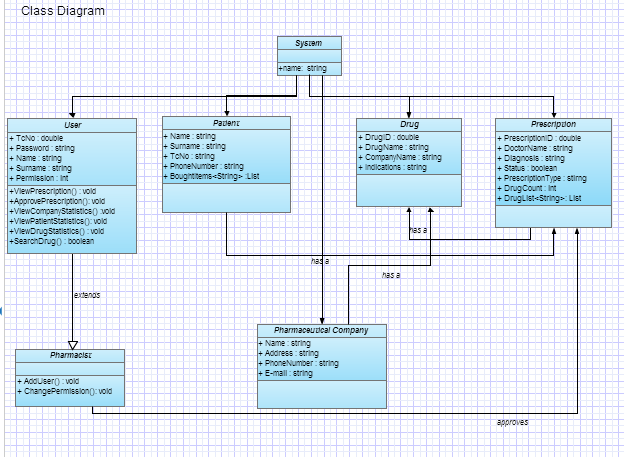 Class Diagram
System
+name: string
User
+ TcNo : double
+ Password : string
+ Name : string
+ Surname : string
+ Permission : int
+ViewPrescription() : void
+ApprovePrescription(): void
+ViewCompanyStatistics() :void
+ViewPatientStatistics(): void
+ViewDrugStatistics() : void
+SearchDrug() : boolean
Patient
+ Name : string
+ Surname : string
+ TcNo : string
+ PhoneNumber : string
+ BoughtItems<String> :List
Drug
+ DrugID : double
+ DrugName : string
+ CompanyName : string
+ Indications : string
Prescription
+ PrescriptionID : double
+ DoctorName : string
+ Diagnosis : string
+ Status : boolean
+ PrescriptionType : stirng
+ DrugCount : int
+ DrugList<String> : List
has a
has a
has a
extends
Pharmaceutical Company
+ Name : string
+ Address : string
+ PhoneNumber : string
+ E-mail : string
Pharmacist
+ AddUser() : void
+ ChangePermission(): void
approves